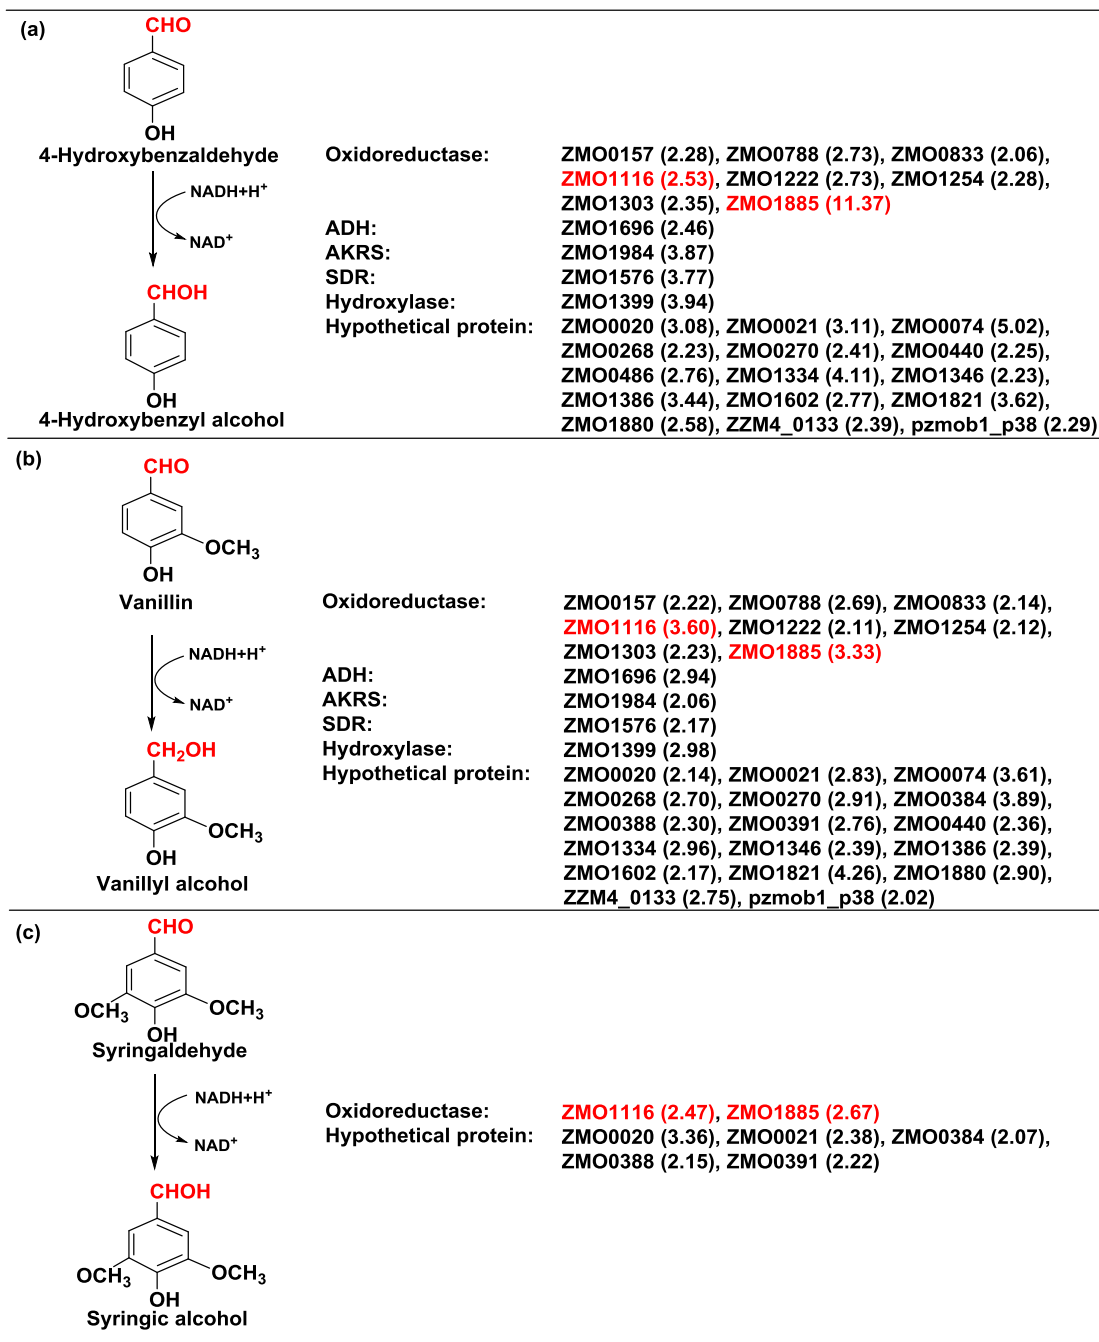 (a)
CHO
OH
4-Hydroxybenzaldehyde
NADH+H+
NAD+
CHOH
OH
4-Hydroxybenzyl alcohol
Oxidoreductase: ZMO0157 (2.28), ZMO0788 (2.73), ZMO0833 (2.06),
ZMO1116 (2.53), ZMO1222 (2.73), ZMO1254 (2.28),
ZMO1303 (2.35), ZMO1885 (11.37)
ADH: ZMO1696 (2.46)
AKRS: ZMO1984 (3.87)
SDR: ZMO1576 (3.77)
Hydroxylase: ZMO1399 (3.94)
Hypothetical protein: ZMO0020 (3.08), ZMO0021 (3.11), ZMO0074 (5.02),
ZMO0268 (2.23), ZMO0270 (2.41), ZMO0440 (2.25),
ZMO0486 (2.76), ZMO1334 (4.11), ZMO1346 (2.23),
ZMO1386 (3.44), ZMO1602 (2.77), ZMO1821 (3.62),
ZMO1880 (2.58), ZZM4_0133 (2.39), pzmob1_p38 (2.29)
(b)
CHO
OCH3
OH
Vanillin
NADH+H+
NAD+
CH2OH
OCH3
OH
Vanillyl alcohol
Oxidoreductase: ZMO0157 (2.22), ZMO0788 (2.69), ZMO0833 (2.14),
ZMO1116 (3.60), ZMO1222 (2.11), ZMO1254 (2.12),
ZMO1303 (2.23), ZMO1885 (3.33)
ADH: ZMO1696 (2.94)
AKRS: ZMO1984 (2.06)
SDR: ZMO1576 (2.17)
Hydroxylase: ZMO1399 (2.98)
Hypothetical protein: ZMO0020 (2.14), ZMO0021 (2.83), ZMO0074 (3.61),
ZMO0268 (2.70), ZMO0270 (2.91), ZMO0384 (3.89),
ZMO0388 (2.30), ZMO0391 (2.76), ZMO0440 (2.36),
ZMO1334 (2.96), ZMO1346 (2.39), ZMO1386 (2.39),
ZMO1602 (2.17), ZMO1821 (4.26), ZMO1880 (2.90),
ZZM4_0133 (2.75), pzmob1_p38 (2.02)
(c)
CHO
OCH3 OCH3
OH
Syringaldehyde
NADH+H+
NAD+
CHOH
OCH3 OCH3
OH
Syringic alcohol
Oxidoreductase: ZMO1116 (2.47), ZMO1885 (2.67)
Hypothetical protein: ZMO0020 (3.36), ZMO0021 (2.38), ZMO0384 (2.07),
ZMO0388 (2.15), ZMO0391 (2.22)